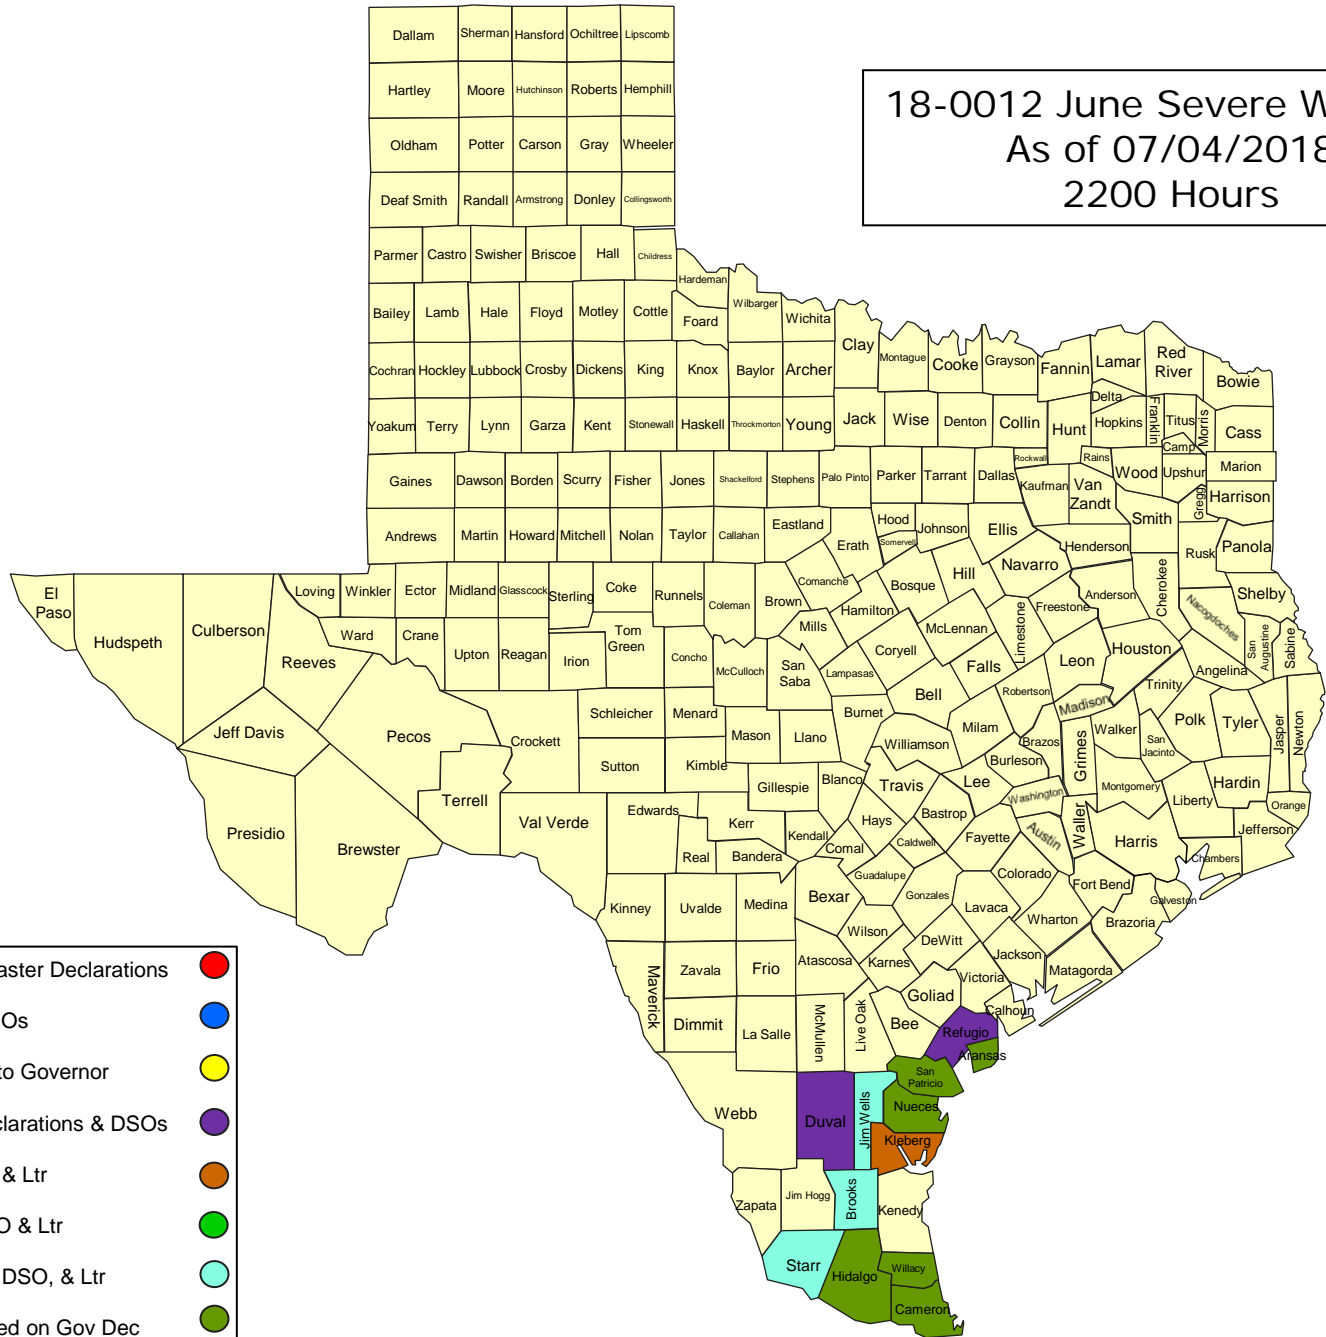 Dallam Sherman Hansford Ochiltree Lipscomb
Hartley Moore Hutchinson Roberts Hemphill
18-0012 June Severe W
As of 07/04/2018
2200 Hours
Oldham Potter Carson Gray Wheeler
Deaf Smith Randall Armstrong Donley Collingsworth
Parmer Castro Swisher Briscoe Hall Childress
Hardeman
Bailey Lamb Hale Floyd Motley Cottle Foard Wilbarger Wichita
Clay Montague Cooke Grayson Fannin Lamar Red
River Bowie
Cochran Hockley Lubbock Crosby Dickens King Knox Baylor Archer
Delta
Yoakum Terry Lynn Garza Kent Stonewall Haskell Throckmorton Young Jack Wise Denton Collin Hunt Hopkins Franklin Titus Morris Cass
Camp
Rockwall Rains Wood Upshur Marion
Gaines Dawson Borden Scurry Fisher Jones Shackelford Stephens Palo Pinto Parker Tarrant Dallas Kaufman Van
Zandt Gregg Harrison
Andrews Martin Howard Mitchell Nolan Taylor Callahan Eastland Erath Hood Somervell Johnson Ellis Henderson Smith Rusk Panola
El
Paso Hudspeth Culberson Reeves Loving Winkler Ector Midland Glasscock Sterling Coke Runnels Coleman Brown Comanche Hamilton Bosque Hill Navarro Freestone Anderson Cherokee Nacogdoches Shelby
Ward Crane Upton Reagan Irion Tom
Green Concho McCulloch San
Saba Mills Lampasas Coryell McLennan Limestone Falls Leon Houston Angelina San
Augustine Sabine
Jeff Davis Pecos Crockett Schleicher Menard Mason Llano Burnet Bell Milam Robertson Madison Trinity Walker San
Jacinto Polk Tyler Jasper Newton
Sutton Kimble Gillespie Blanco Williamson Travis Lee Burleson Brazos Grimes Washington Montgomery Liberty Hardin Orange
Presidio Brewster Terrell Val Verde Edwards Kerr Real Bandera Kendall Comal Hays Caldwell Bastrop Fayette Austin Waller Harris Jefferson Chambers
Kinney Uvalde Medina Bexar Guadalupe Gonzales Lavaca Colorado Wharton Fort Bend Brazoria Galveston
Maverick Zavala Frio Atascosa Wilson Karnes DeWitt Victoria Jackson Matagorda
Dimmit La Salle McMullen Live Oak Bee Goliad Refugio Calhoun Aransas
San
Patricio
Webb Duval Jim Wells Nueces Kleberg
Zapata Jim Hogg Brooks Kenedy
Starr Hidalgo Willacy Cameron
aster Declarations
Os
to Governor
clarations & DSOs
& Ltr
O & Ltr
DSO, & Ltr
ed on Gov Dec